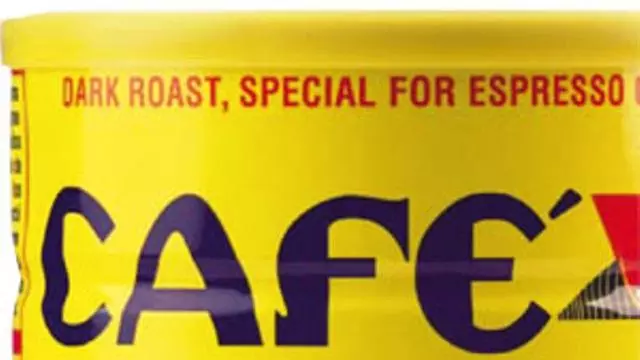 DARK ROAST, SPECIAL FOR ESPRESSO
CAFÉ